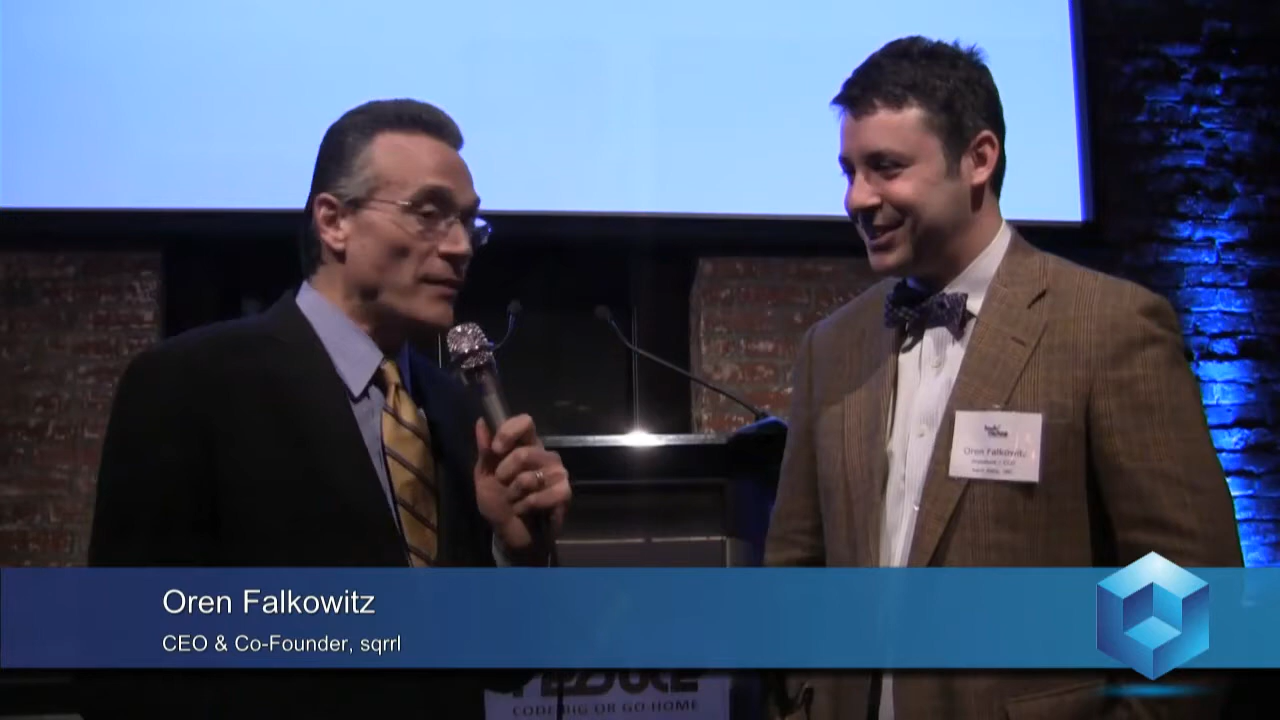 Oren Falkowitz
Oren Falkowitz
CEO & Co-Founder, sqrrl
CODE BIG OR GO HOME